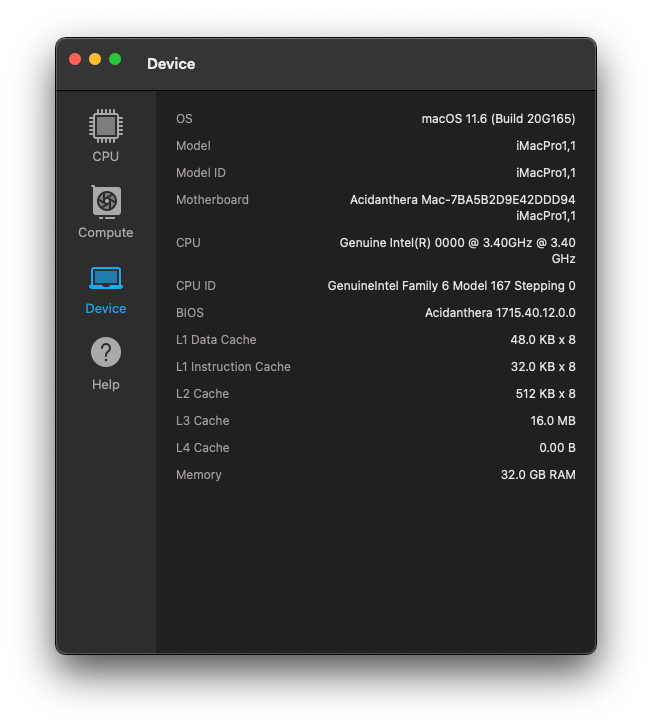 Device
CPU
Compute
Device
Help
OS macOS 11.6 (Build 20G165)
Model iMacPro1,1
Model ID iMacPro1,1
Motherboard Acidanthera Mac-7BA5B2D9E42DDD94
iMacPro1,1
CPU Genuine Intel(R) 0000 @ 3.40GHz @ 3.40
GHz
CPU ID GenuineIntel Family 6 Model 167 Stepping 0
BIOS Acidanthera 1715.40.12.0.0
L1 Data Cache 48.0 KB x 8
L1 Instruction Cache 32.0 KB x 8
L2 Cache 512 KB x 8
L3 Cache 16.0 MB
L4 Cache 0.00 B
Memory 32.0 GB RAM